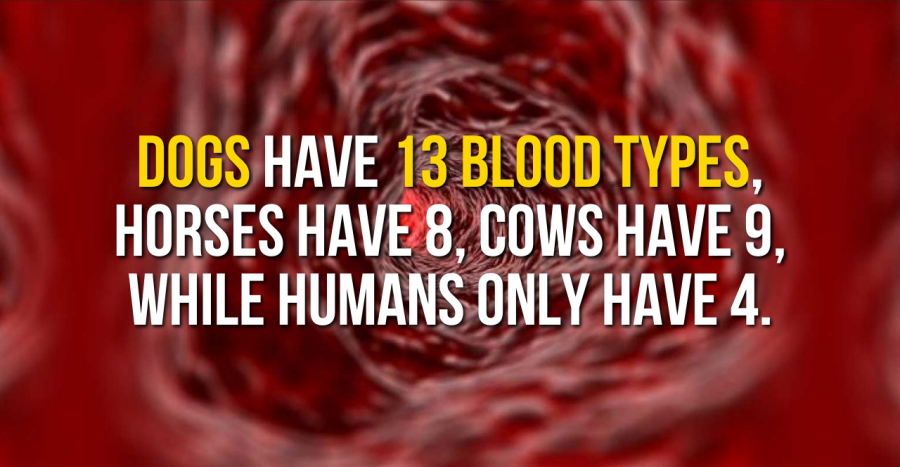 DOGS HAVE 13 BLOOD TYPES,
HORSES HAVE 8, COWS HAVE 9,
WHILE HUMANS ONLY HAVE 4.